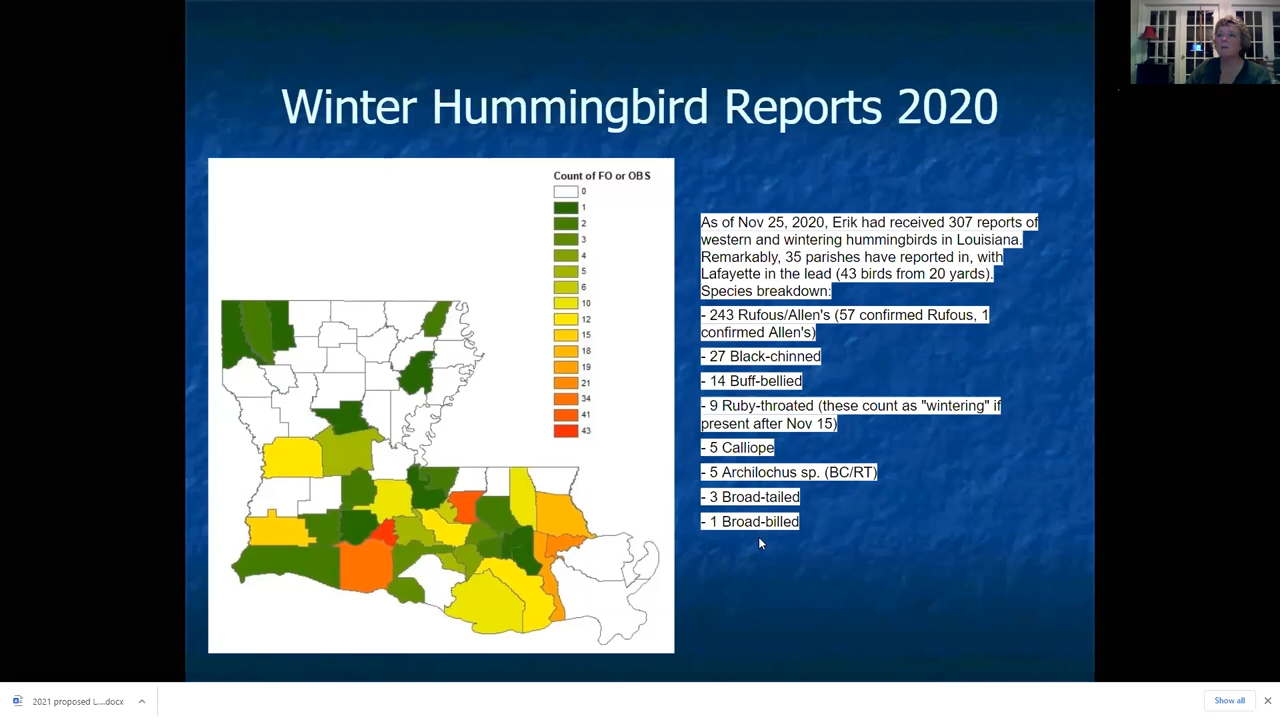 Winter Hummingbird Reports 2020
Count of FO or OBS
0
1
2
3
4
5
6
10
12
15
18
19
21
34
41
43
As of Nov 25, 2020, Erik had received 307 reports of
western and wintering hummingbirds in Louisiana.
Remarkably, 35 parishes have reported in, with
Lafayette in the lead (43 birds from 20 yards).
Species breakdown:
- 243 Rufous/Allen's (57 confirmed Rufous, 1
confirmed Allen's)
- 27 Black-chinned
- 14 Buff-bellied
- 9 Ruby-throated (these count as "wintering" if
present after Nov 15)
- 5 Calliope
- 5 Archilochus sp. (BC/RT)
- 3 Broad-tailed
- 1 Broad-billed
2021 proposed L....docx
Show all